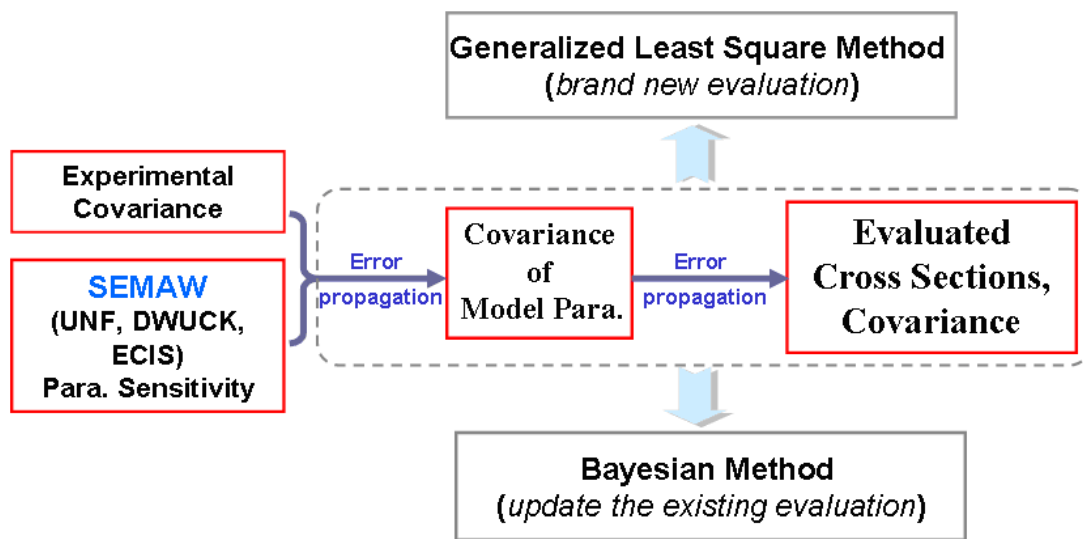 Generalized Least Square Method
(brand new evaluation)
Experimental
Covariance
SEMAW
(UNF, DWUCK,
ECIS)
Para. Sensitivity
Error
propagation
Covariance
of
Model Para.
Error
propagation
Evaluated
Cross Sections,
Covariance
Bayesian Method
(update the existing evaluation)